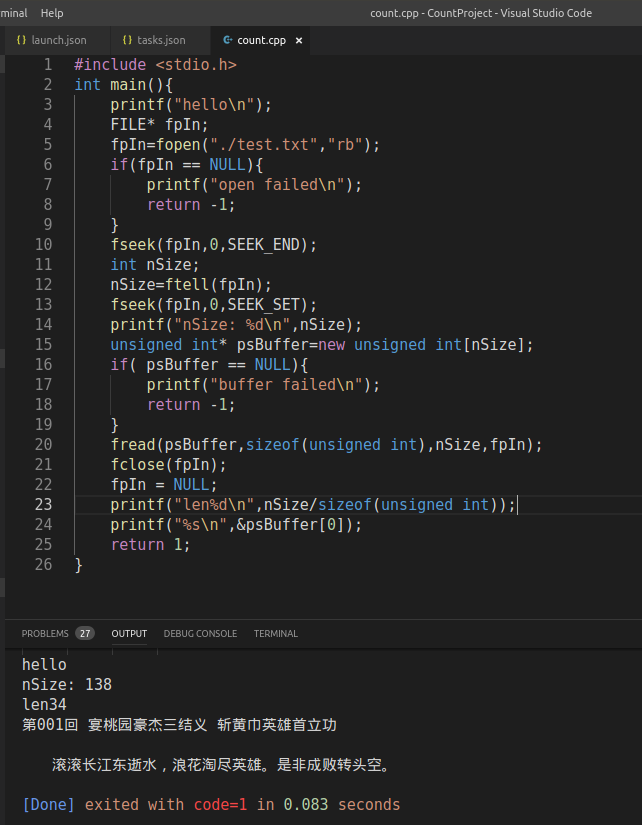 minal Help count.cpp - CountProject - Visual Studio Code
{} launch.json {} tasks.json count.cpp ×
1 #include <stdio.h>
2 int main(){
3 printf("hello\n");
4 FILE* fpIn;
5 fpIn=fopen("./test.txt","rb");
6 if(fpIn == NULL){
7 printf("open failed\n");
8 return -1;
9 }
10 fseek(fpIn,0,SEEK_END);
11 int nSize;
12 nSize=ftell(fpIn);
13 fseek(fpIn,0,SEEK_SET);
14 printf("nSize: %d\n",nSize);
15 unsigned int* psBuffer=new unsigned int[nSize];
16 if( psBuffer == NULL){
17 printf("buffer failed\n");
18 return -1;
19 }
20 fread(psBuffer,sizeof(unsigned int),nSize,fpIn);
21 fclose(fpIn);
22 fpIn = NULL;
23 printf("len%d\n",nSize/sizeof(unsigned int));
24 printf("%s\n",&psBuffer[0]);
25 return 1;
26 }
PROBLEMS 27 OUTPUT DEBUG CONSOLE TERMINAL
hello
nSize: 138
len34
第001回 宴桃园豪杰三结义 斩黄巾英雄首立功
滚滚长江东逝水，浪花淘尽英雄。是非成败转头空。
[Done] exited with code=1 in 0.083 seconds